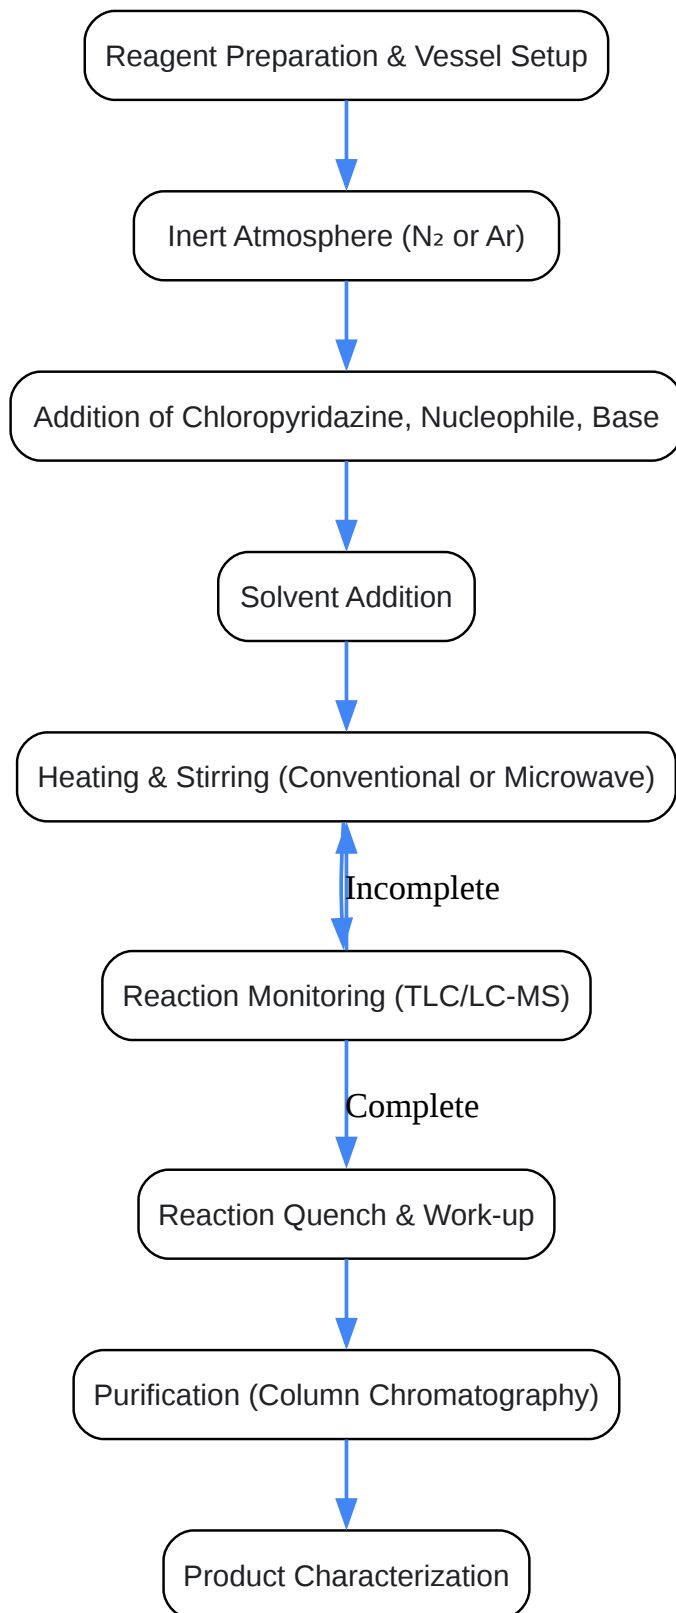 Reagent Preparation & Vessel Setup
Inert Atmosphere (N₂ or Ar)
Addition of Chloropyridazine, Nucleophile, Base
Solvent Addition
Heating & Stirring (Conventional or Microwave)
Incomplete
Reaction Monitoring (TLC/LC-MS)
Complete
Reaction Quench & Work-up
Purification (Column Chromatography)
Product Characterization